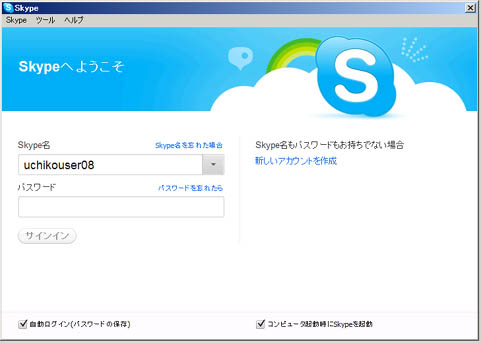 Skype
Skype ツール ヘルプ
Skypeへようこそ
Skype名
Skype名を忘れた場合
uchikouser08
パスワード
パスワードを忘れたら
サインイン
Skype名もパスワードもお持ちでない場合
新しいアカウントを作成
自動ログイン(パスワードの保存)
コンピュータ起動時にSkypeを起動